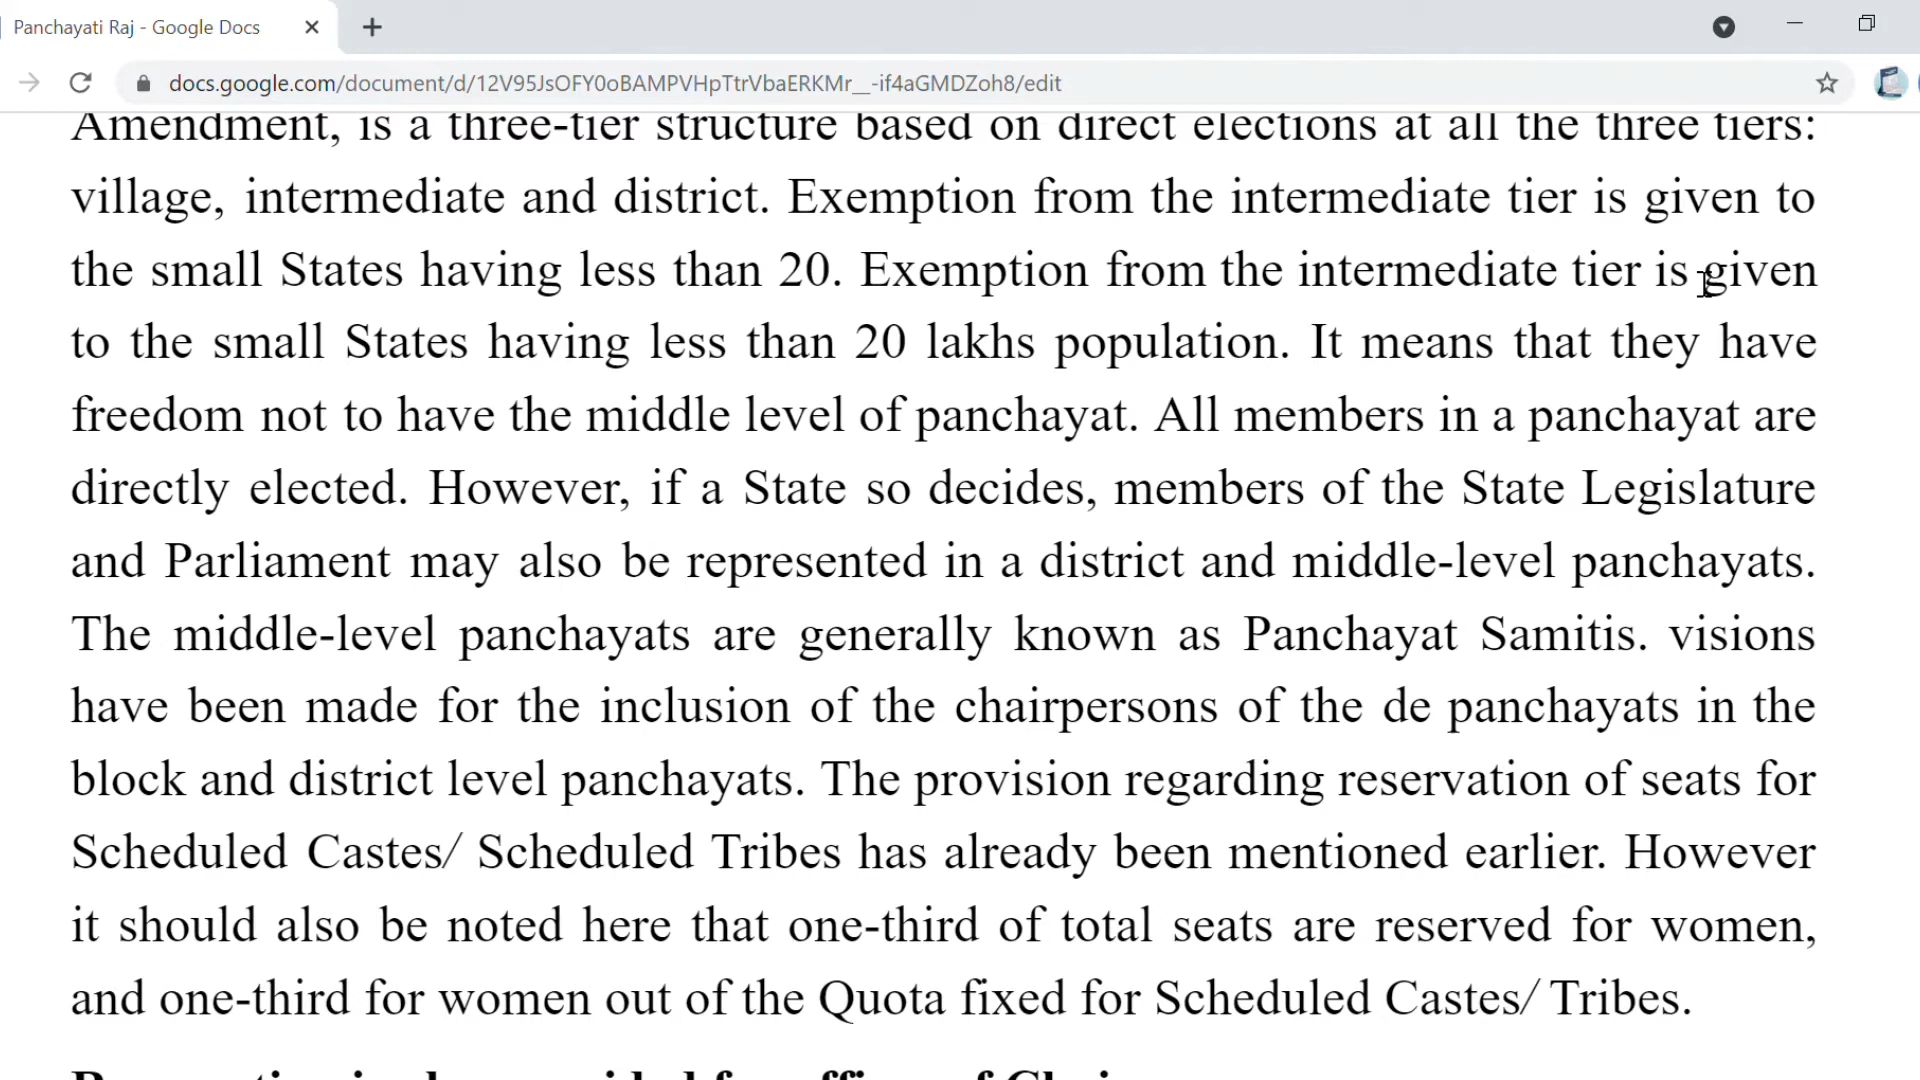 Panchayati Raj - Google Docs
docs.google.com/document/d/12V95JsOFY0oBAMPVHpTtrVbaERKMr__-if4aGMDZoh8/edit
Amendment, is a three-tier structure based on direct elections at all the three tiers:
village, intermediate and district. Exemption from the intermediate tier is given to
the small States having less than 20. Exemption from the intermediate tier is given
to the small States having less than 20 lakhs population. It means that they have
freedom not to have the middle level of panchayat. All members in a panchayat are
directly elected. However, if a State so decides, members of the State Legislature
and Parliament may also be represented in a district and middle-level panchayats.
The middle-level panchayats are generally known as Panchayat Samitis. visions
have been made for the inclusion of the chairpersons of the de panchayats in the
block and district level panchayats. The provision regarding reservation of seats for
Scheduled Castes/ Scheduled Tribes has already been mentioned earlier. However
it should also be noted here that one-third of total seats are reserved for women,
and one-third for women out of the Quota fixed for Scheduled Castes/ Tribes.